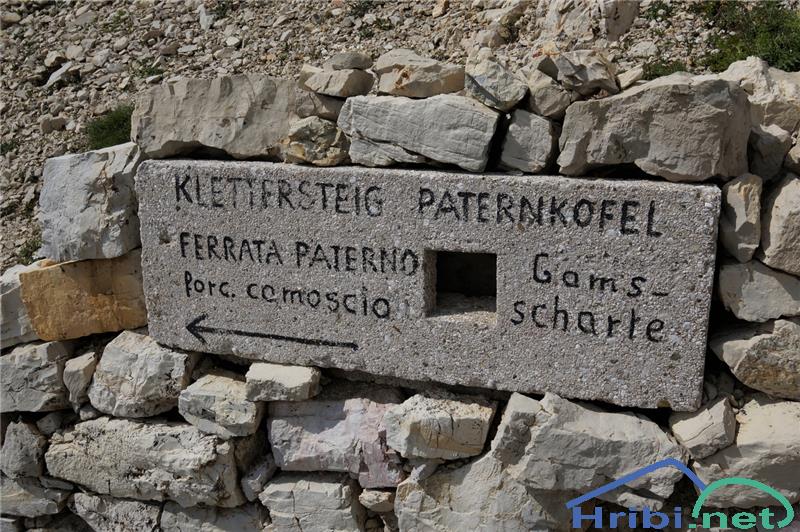 KLETTERSTEIG PATERNKOFEL
FERRATA PATERNO
Porc. camoscio
Gams-
scharte
Hribi.net